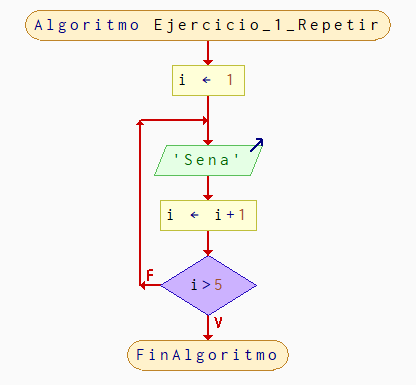 Algoritmo Ejercicio_1_Repetir
i ← 1
'Sena'
i ← i+1
i>5
F
V
FinAlgoritmo